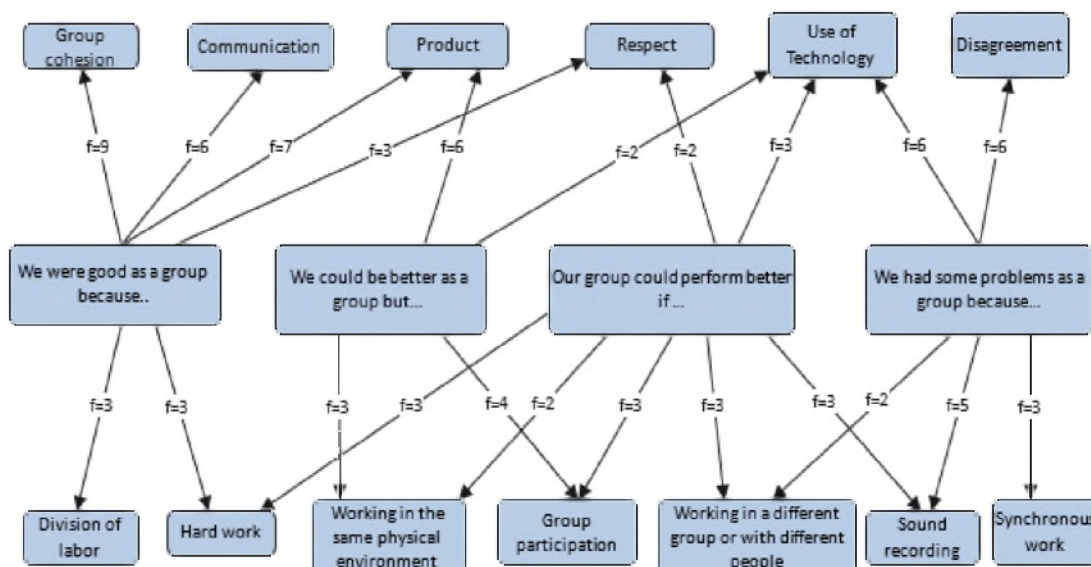 Group
cohesion
Communication
Product
Respect
Use of
Technology
Disagreement
f=9
f=6
f=7
f=3
f=6
f=2
f=2
f=3
f=6
f=6
We were good as a group
because..
We could be better as a
group but...
Our group could perform better
if ...
We had some problems as a
group because...
f=3
f=3
f=3
f=3
f=4
f=2
f=3
f=3
f=3
f=2
f=5
f=3
Division of
labor
Hard work
Working in the
same physical
environment
Group
participation
Working in a different
group or with different
people
Sound
recording
Synchronous
work